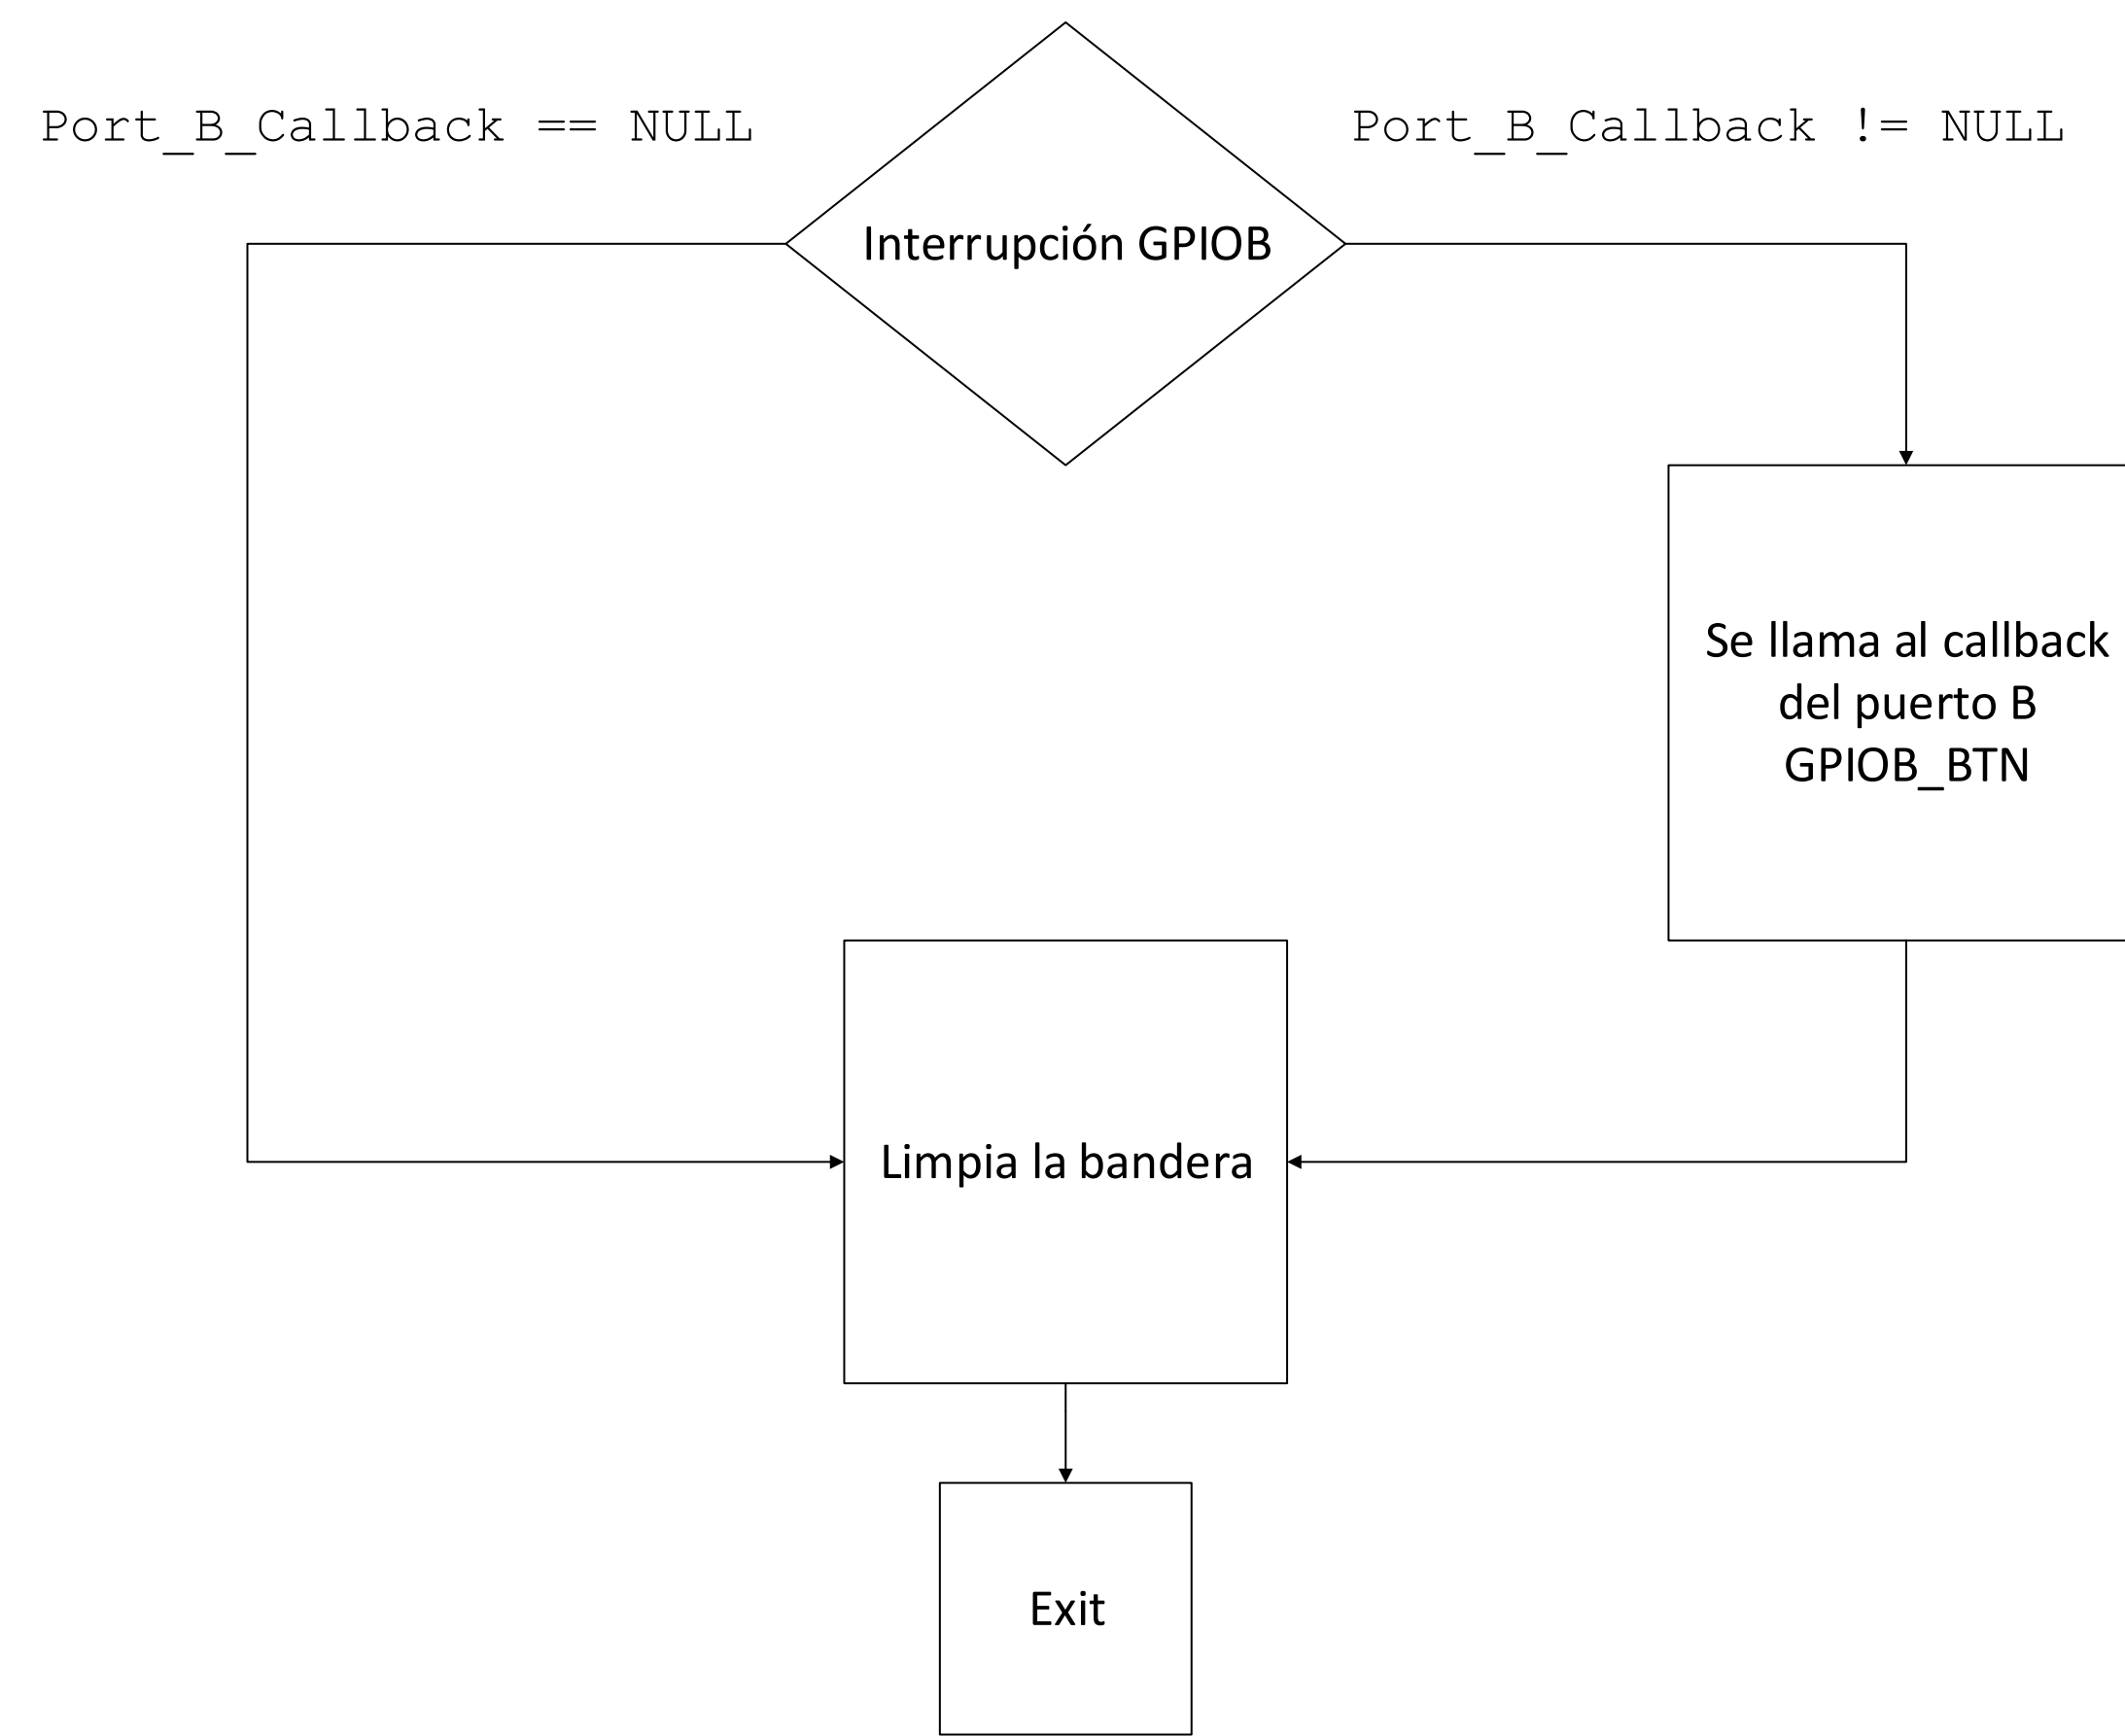 Port_B_Callback == NULL
Port_B_Callback != NULL
Interrupción GPIOB
Se llama al callback
del puerto B
GPIOB_BTN
Limpia la bandera
Exit